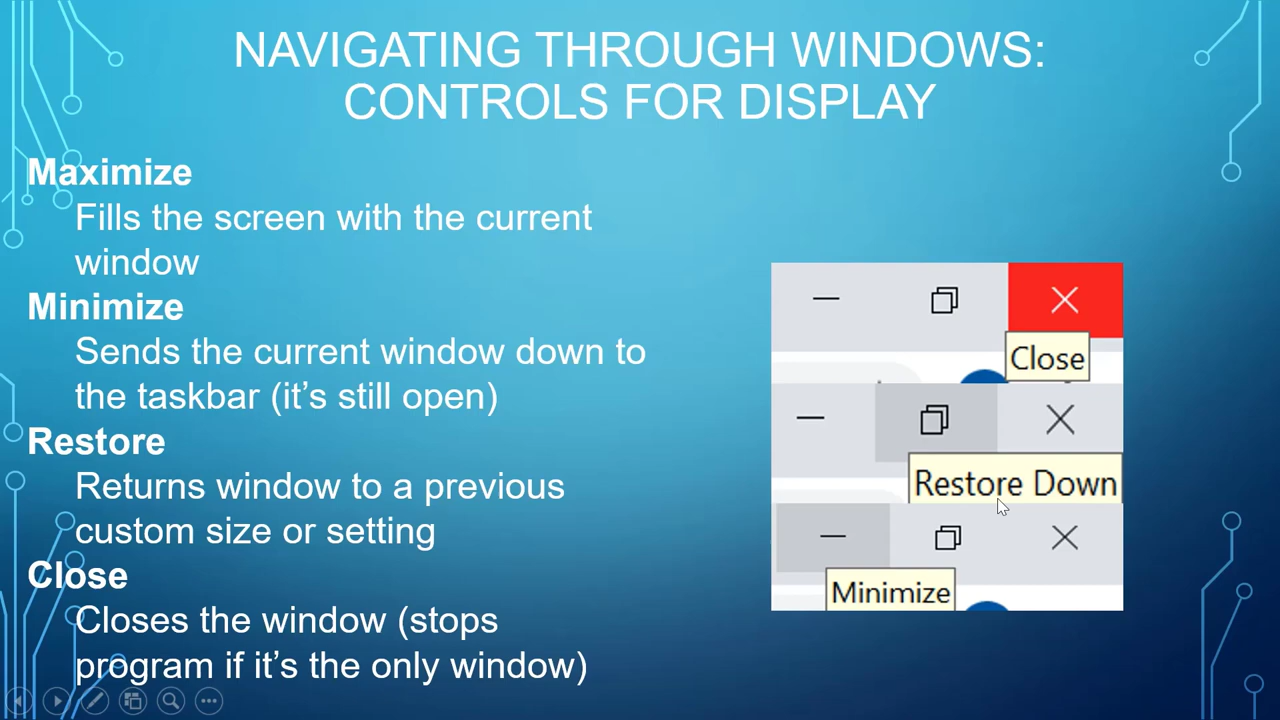 NAVIGATING THROUGH WINDOWS:
CONTROLS FOR DISPLAY
Maximize
Fills the screen with the current
window
Minimize
Sends the current window down to
the taskbar (it's still open)
Restore
Returns window to a previous
custom size or setting
Close
Closes the window (stops
program if it's the only window)
Close
Restore Down
Minimize